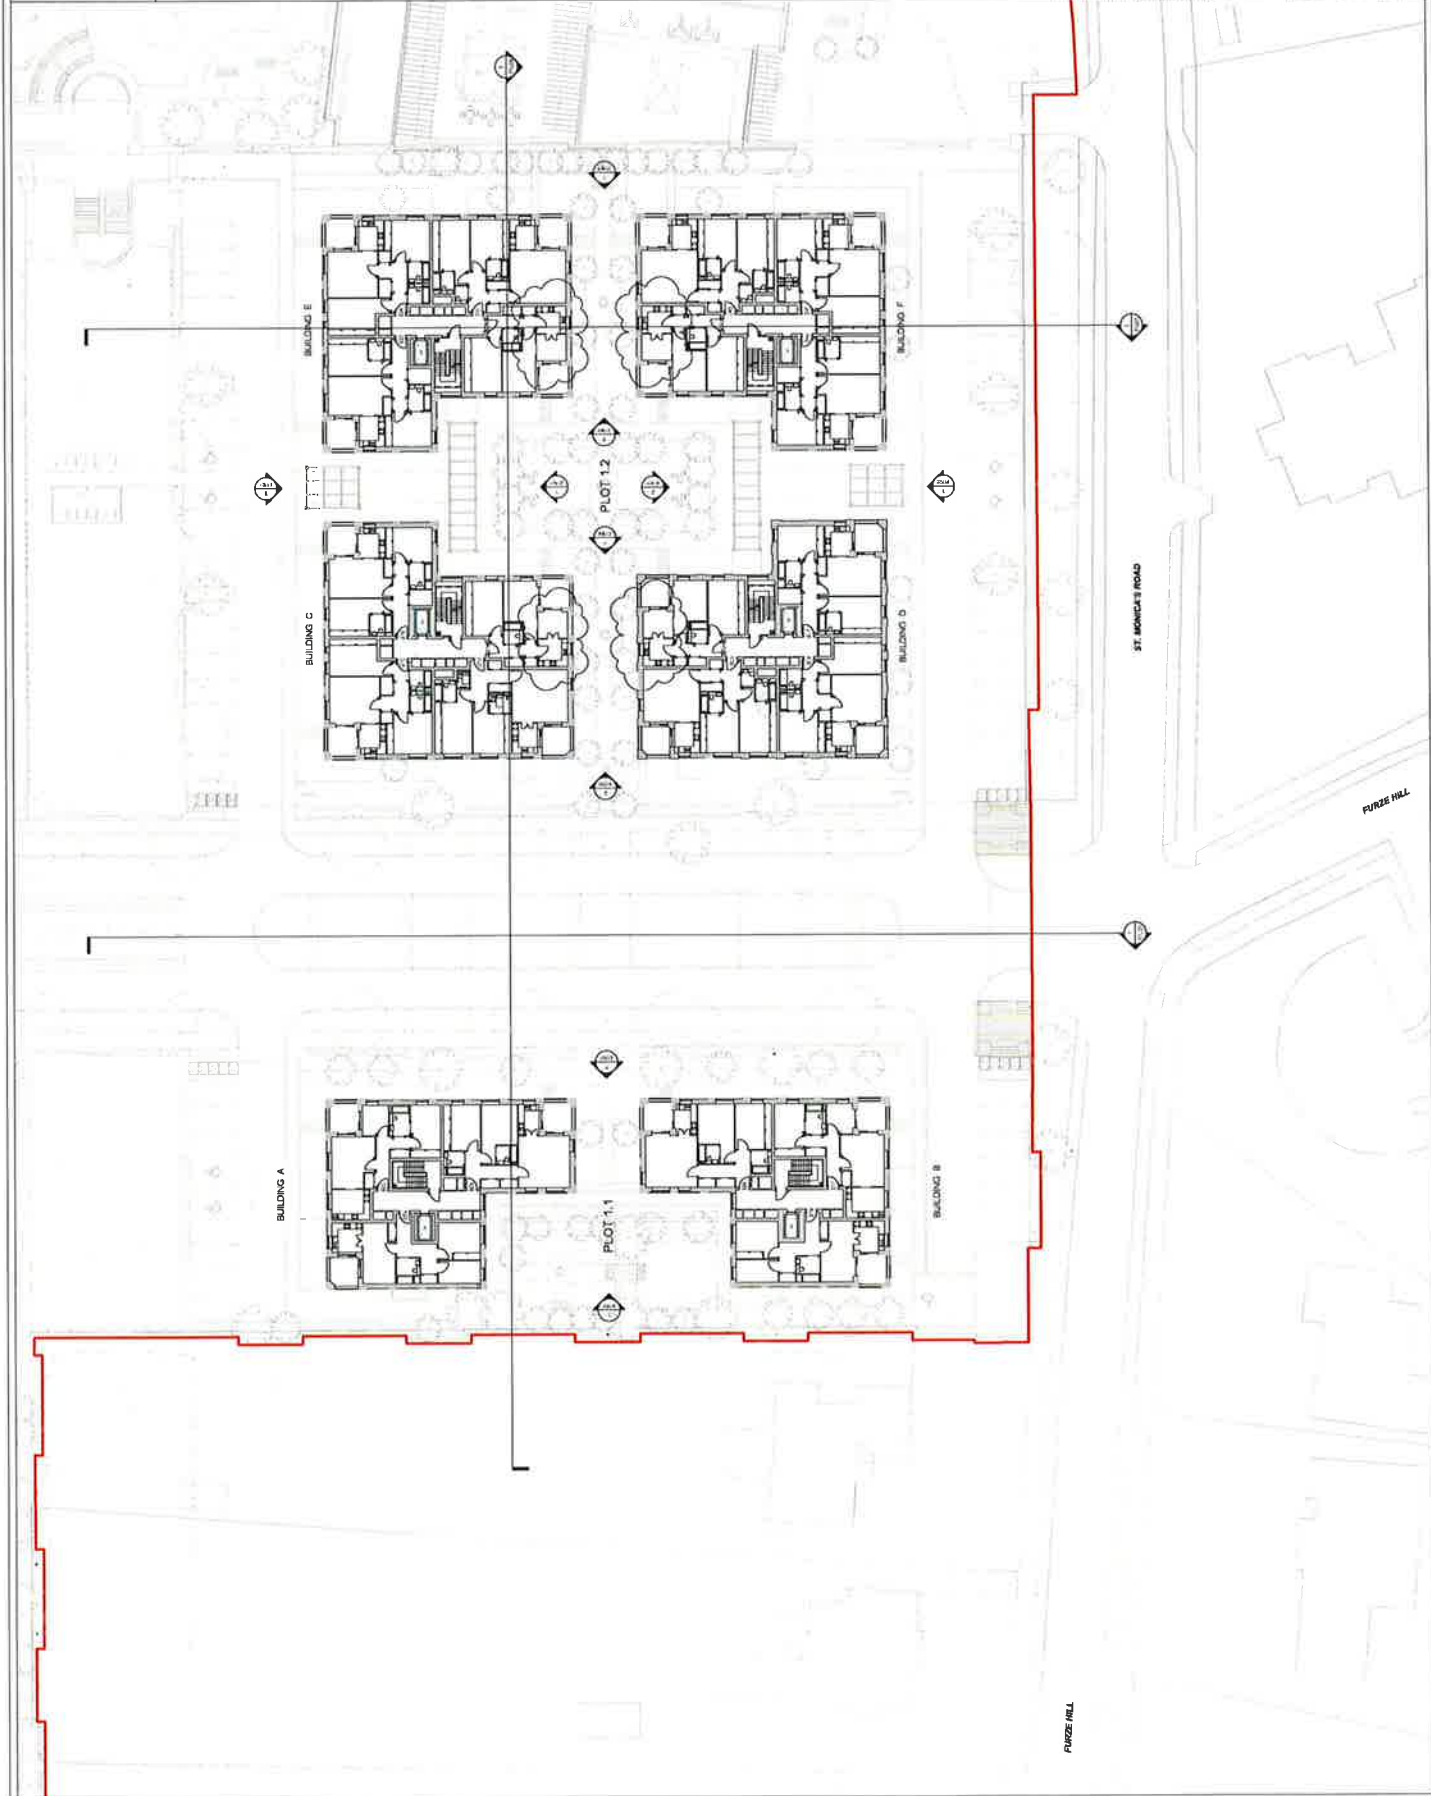 BUILDING E
BUILDING F
PLOT 1.2
BUILDING C
BUILDING D
ST. MONICA'S ROAD
FURZE HILL
BUILDING A
BUILDING B
PLOT 1.1
FURZE HILL